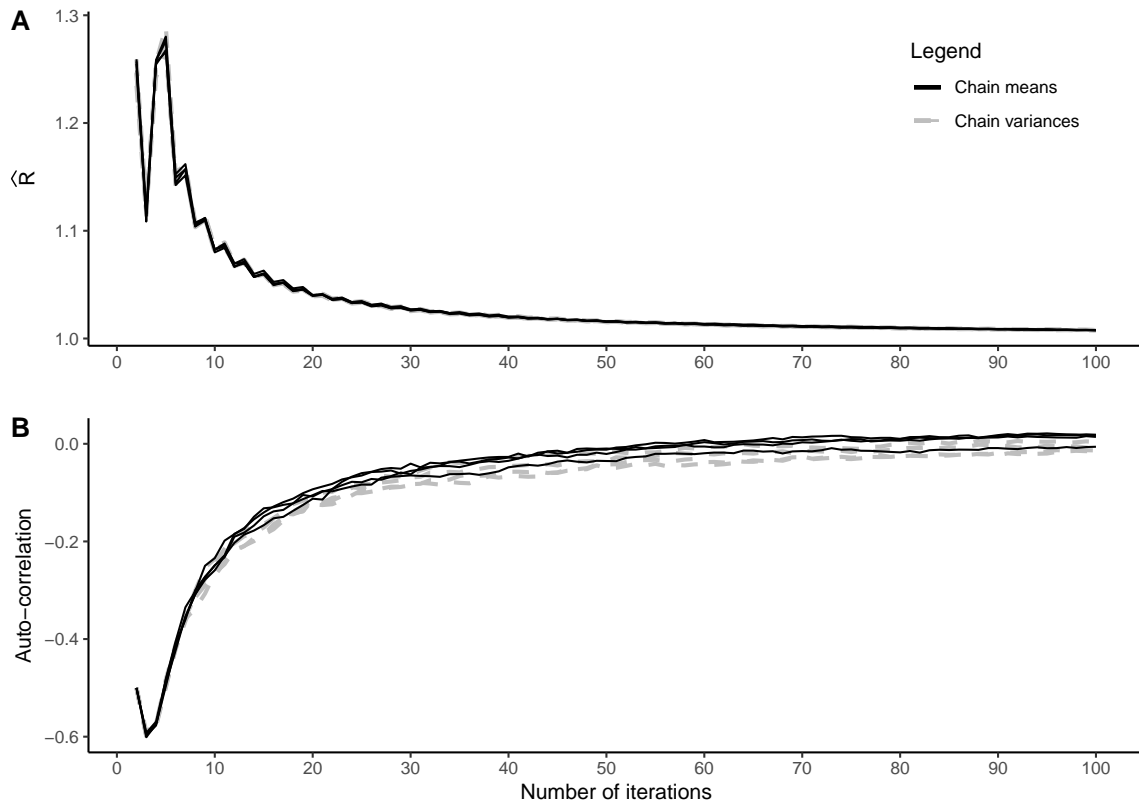 A
1.3
1.2
1.1
1.0
R̂
Legend
Chain means
Chain variances
0 10 20 30 40 50 60 70 80 90 100
B
0.0
−0.2
−0.4
−0.6
Auto−correlation
0 10 20 30 40 50 60 70 80 90 100
Number of iterations